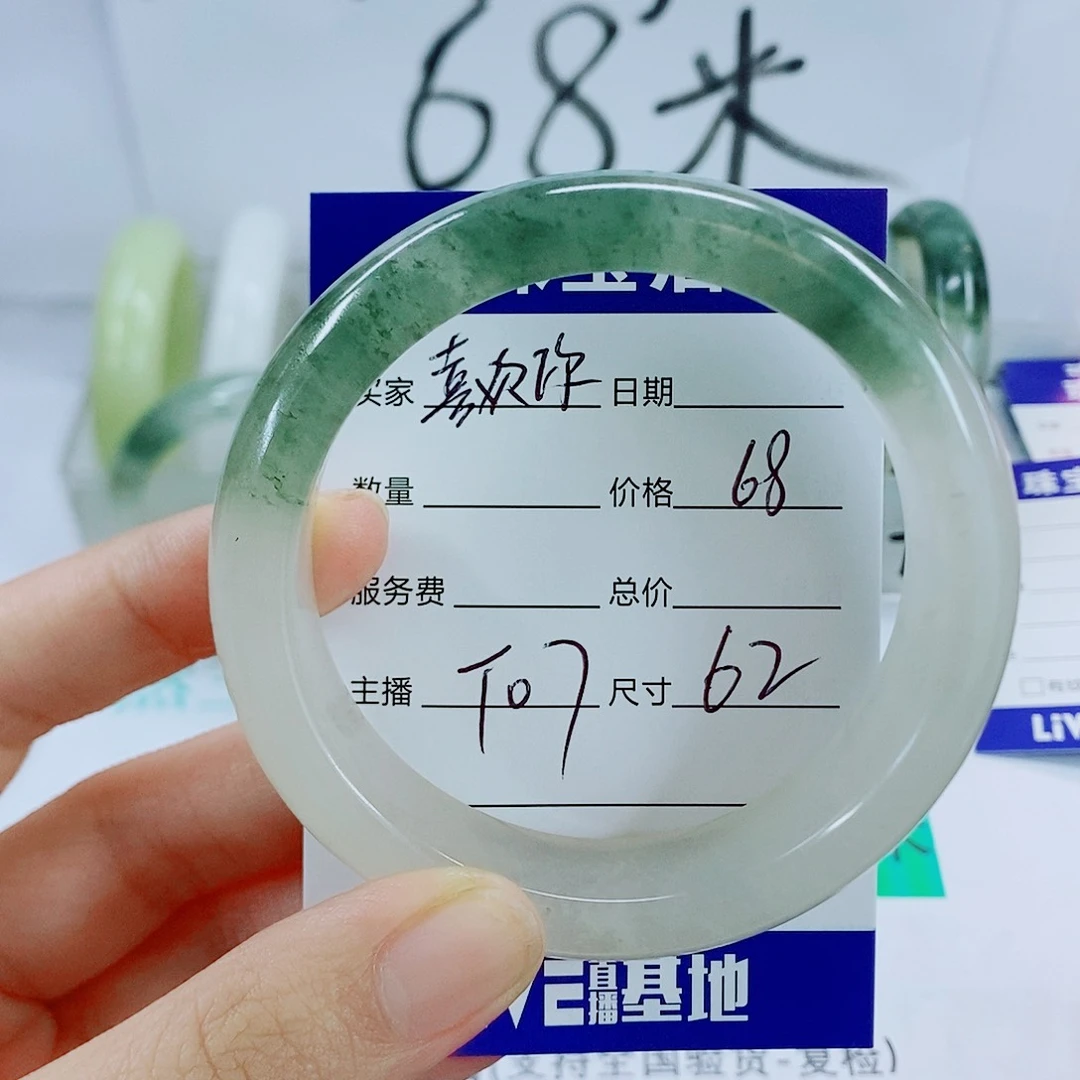 68米
买家 喜欢你 日期
数量 价格 68
服务费 总价
主播 T07 尺寸 62
直播基地
珠宝
LiV
(支持全国验货-复检)